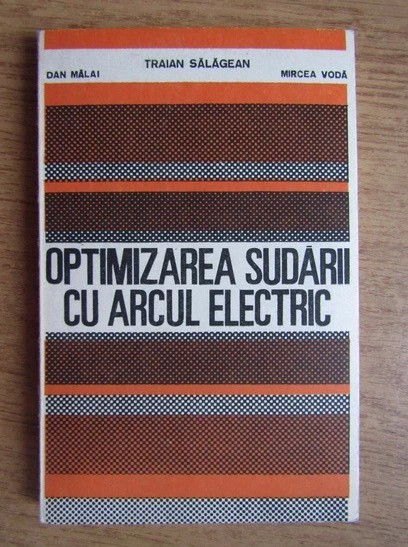 TRAIAN SĂLĂGEAN
DAN MĂLAI MIRCEA VODĂ
OPTIMIZAREA SUDĂRII
CU ARCUL ELECTRIC